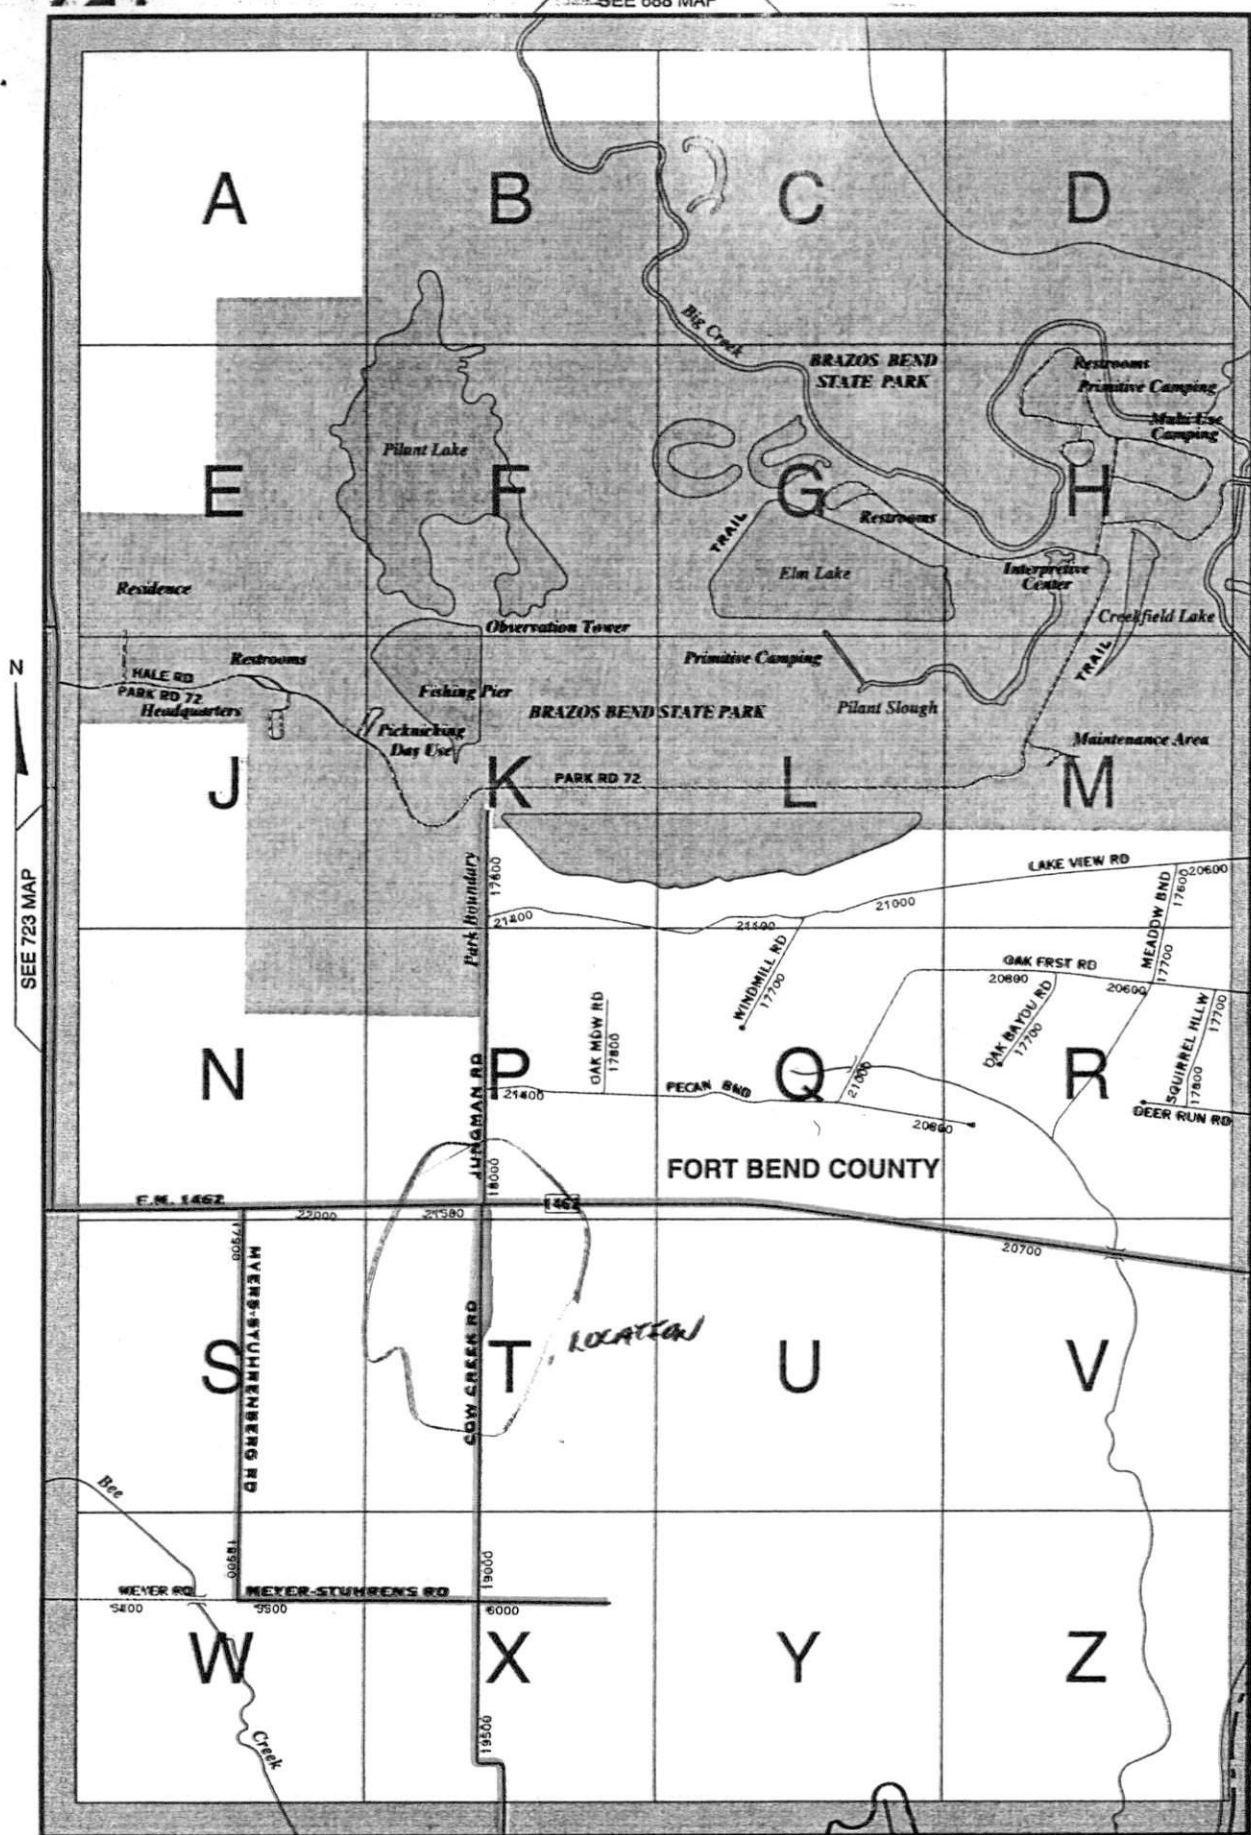 SEE 688 MAP
A
B
C
D
Big Creek
BRAZOS BEND
STATE PARK
Restrooms
Primitive Camping
Multi Use
Camping
Pilant Lake
E
F
G
H
TRAIL
Restrooms
Residence
Elm Lake
Interpretive
Center
Creekfield Lake
Observation Tower
N
HALE RD
PARK RD 72
Restrooms
Headquarters
Primitive Camping
TRAIL
Fishing Pier
BRAZOS BEND STATE PARK
Pilant Slough
Picknicking
Day Use
Maintenance Area
J
K
PARK RD 72
L
M
SEE 723 MAP
Park Boundary
17600
LAKE VIEW RD
20600
21000
21400
21100
MEADOW BND
17600
17700
WINDMILL RD
17700
OAK FRST RD
20800
20600
OAK MDW RD
17800
OAK BAYOU RD
17700
SQUIRREL HLLW
17700
17800
N
P
Q
R
JUNGMAN RD
21400
PECAN BND
21000
20800
DEER RUN RD
18000
FORT BEND COUNTY
F.M. 1462
22000
21500
1462
20700
17900
MYERS-STUHRENBERG RD
COW CREEK RD
LOCATION
S
T
U
V
Bee
18900
19000
MEYER RD
MEYER-STUHRENS RD
5500
6000
W
X
Y
Z
Creek
19500